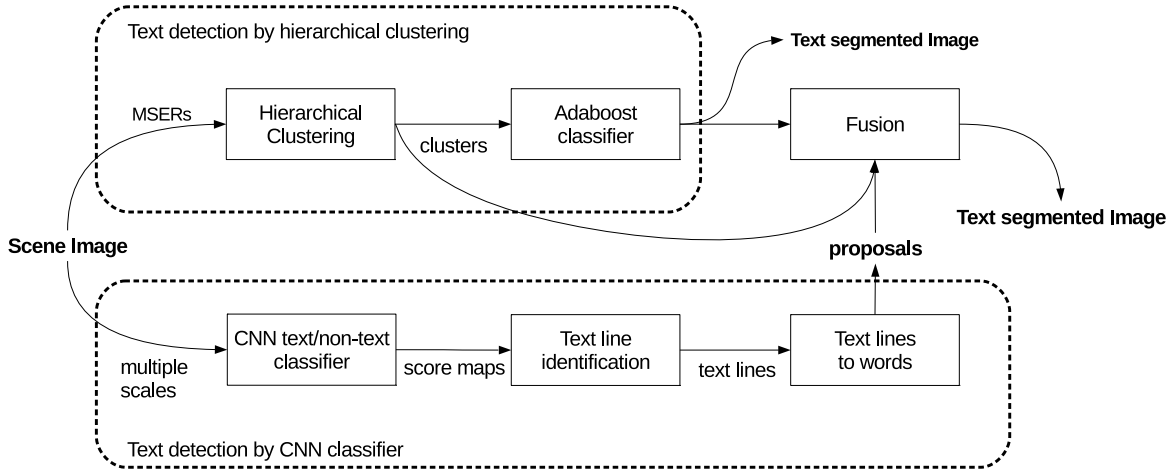 Text detection by hierarchical clustering
Text segmented Image
MSERs
Hierarchical
Clustering
clusters
Adaboost
classifier
Fusion
Text segmented Image
Scene Image
proposals
multiple
scales
CNN text/non-text
classifier
score maps
Text line
identification
text lines
Text lines
to words
Text detection by CNN classifier